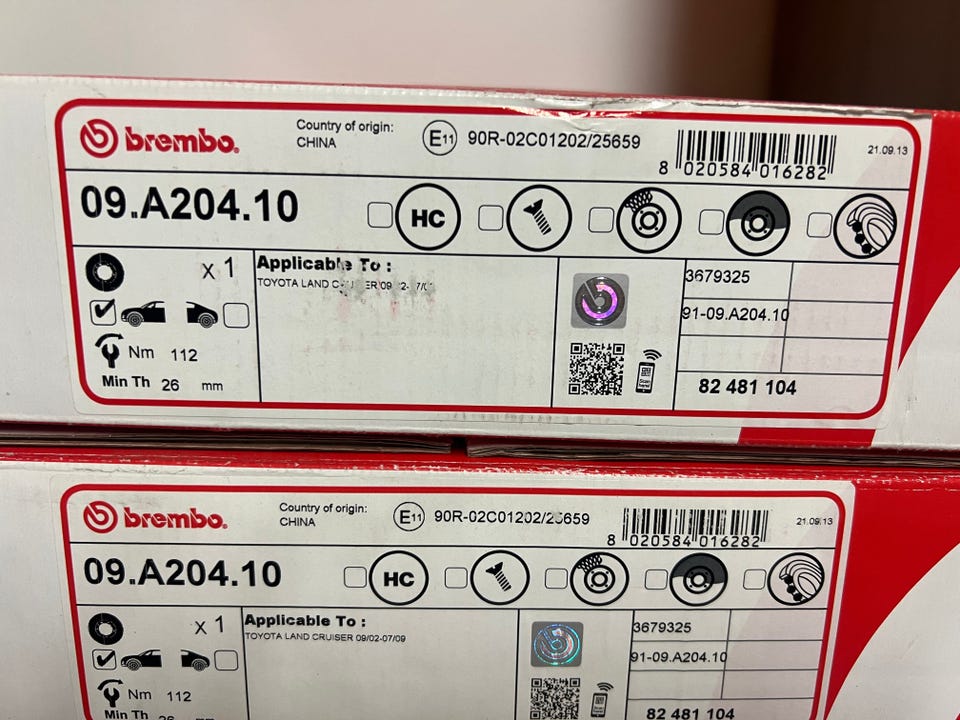 brembo.
Country of origin:
CHINA
E11 90R-02C01202/25659
8 020584 016282
21.09.13
09.A204.10
HC
x 1
Applicable To :
TOYOTA LAND
Nm 112
Min Th 26 mm
3679325
91-09.A204.10
82 481 104
brembo.
Country of origin:
CHINA
E11 90R-02C01202/25659
8 020584 016282
21.09.13
09.A204.10
HC
x 1
Applicable To :
TOYOTA LAND CRUISER 09/02-07/09
Nm 112
Min Th 26 mm
3679325
91-09.A204.10
82 481 104